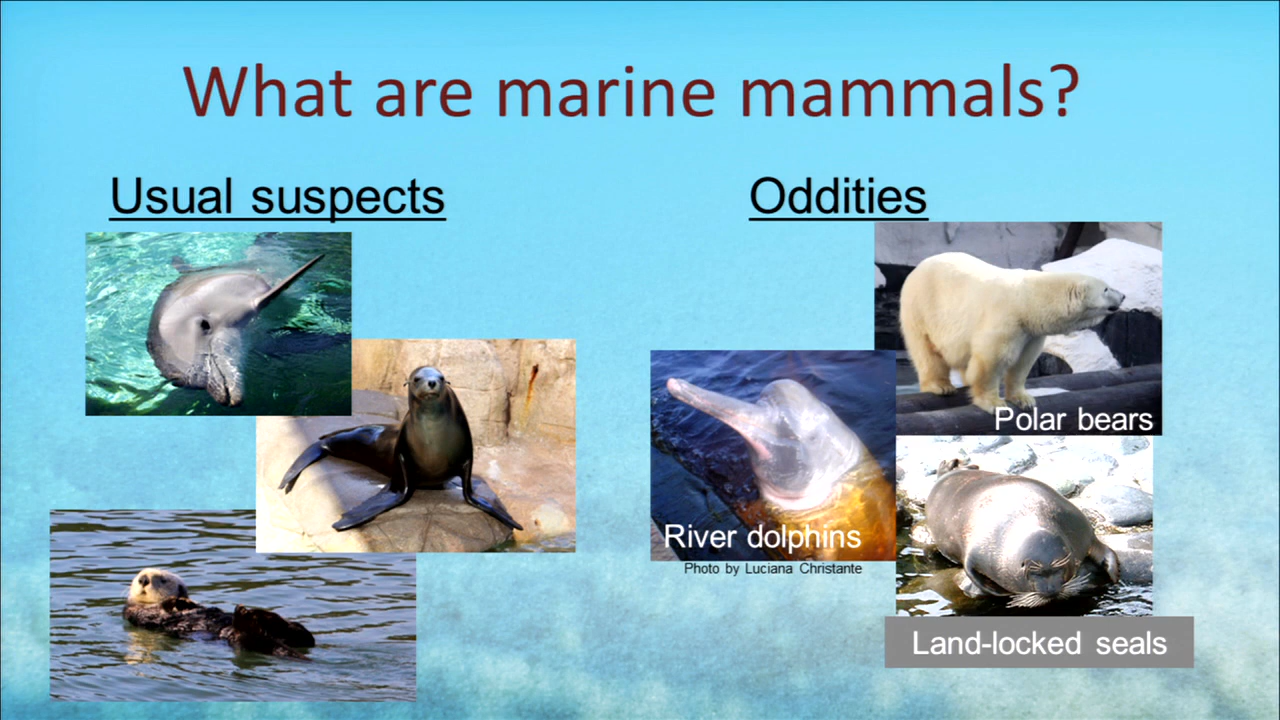 What are marine mammals?
Usual suspects
Oddities
Polar bears
River dolphins
Photo by Luciana Christante
Land-locked seals